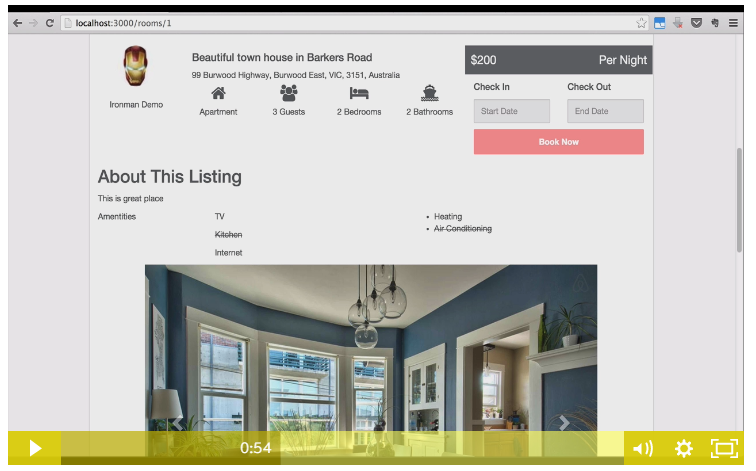 localhost:3000/rooms/1
Beautiful town house in Barkers Road
99 Burwood Highway, Burwood East, VIC, 3151, Australia
Ironman Demo
Apartment
3 Guests
2 Bedrooms
2 Bathrooms
$200
Per Night
Check In
Check Out
Start Date
End Date
Book Now
About This Listing
This is great place
Amentities
TV
Kitchen
Internet
Heating
Air Conditioning
0:54